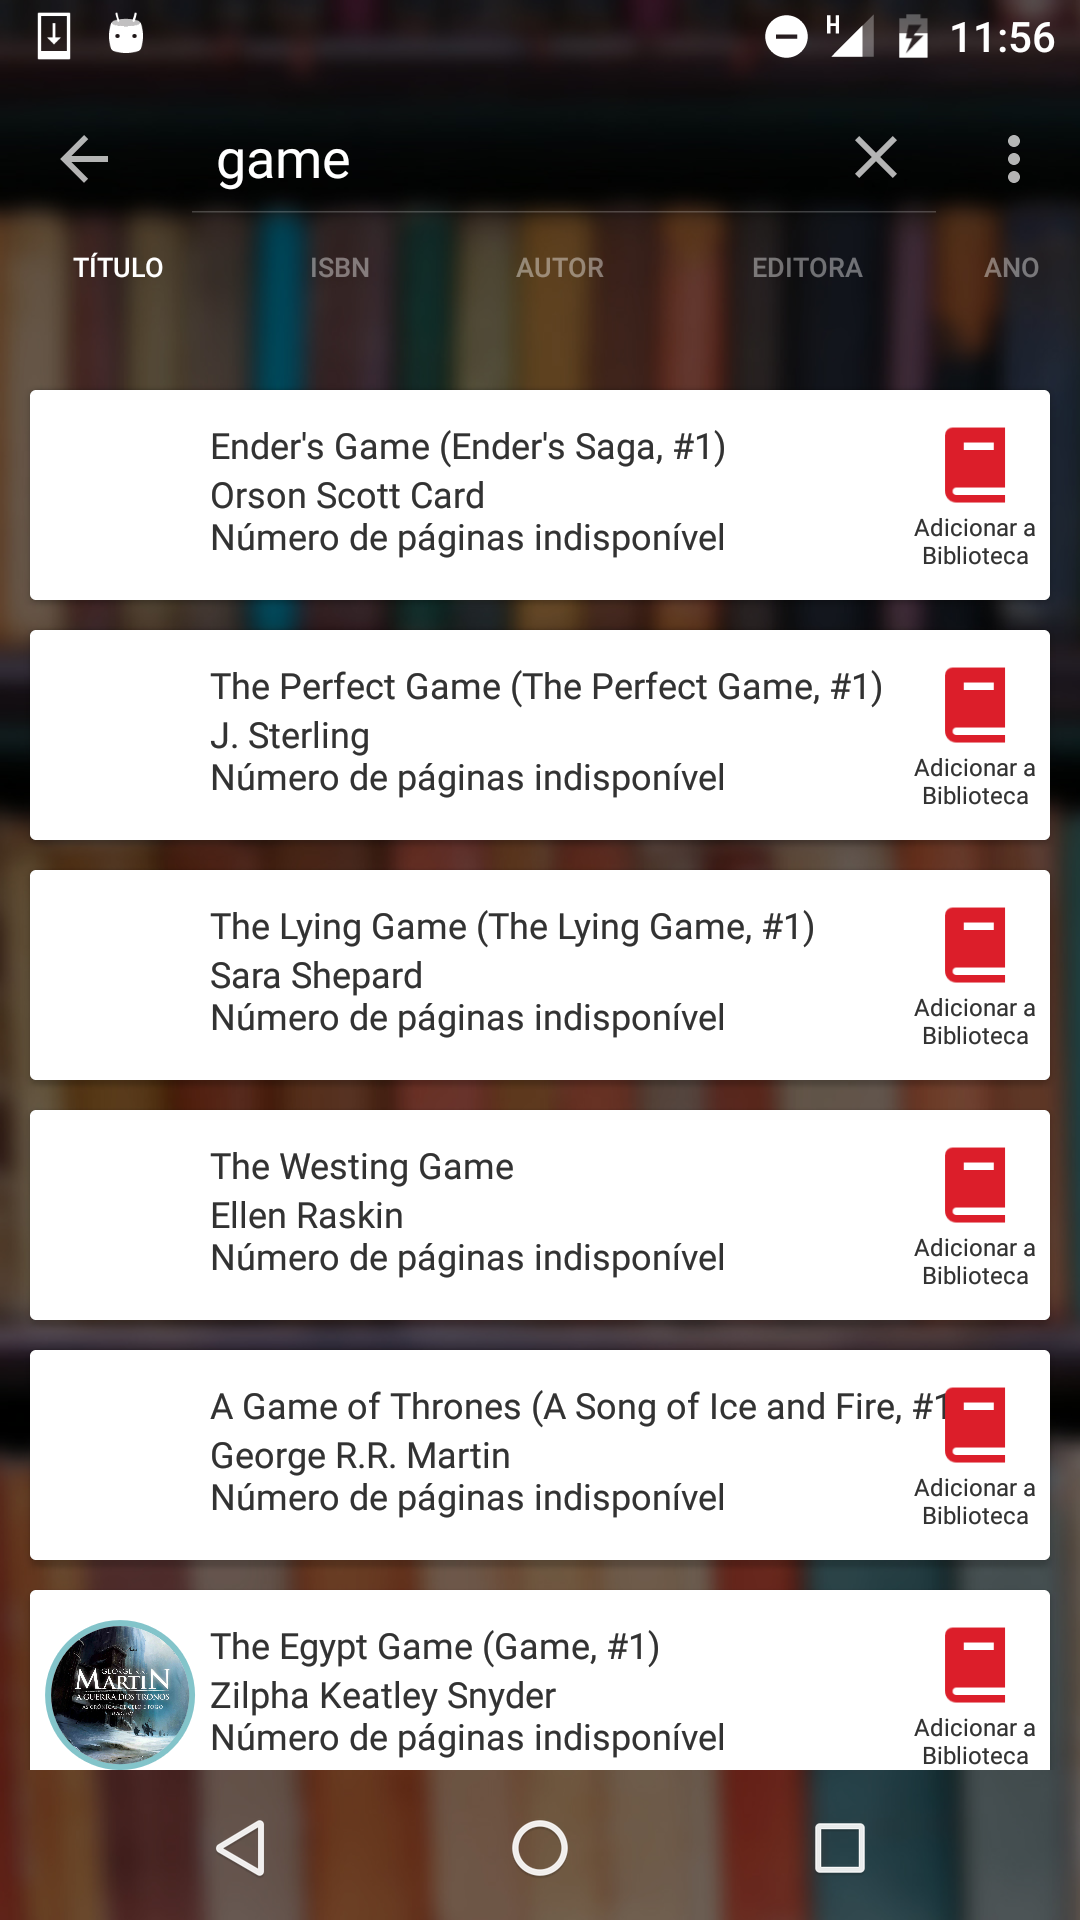 H 11:56
game
TÍTULO ISBN AUTOR EDITORA ANO
Ender's Game (Ender's Saga, #1)
Orson Scott Card
Número de páginas indisponível
Adicionar a
Biblioteca
The Perfect Game (The Perfect Game, #1)
J. Sterling
Número de páginas indisponível
Adicionar a
Biblioteca
The Lying Game (The Lying Game, #1)
Sara Shepard
Número de páginas indisponível
Adicionar a
Biblioteca
The Westing Game
Ellen Raskin
Número de páginas indisponível
Adicionar a
Biblioteca
A Game of Thrones (A Song of Ice and Fire, #1
George R.R. Martin
Número de páginas indisponível
Adicionar a
Biblioteca
GEORGE R.R.
MARTIN
A GUERRA DOS TRONOS
AS CRÓNICAS DE GELO E FOGO
The Egypt Game (Game, #1)
Zilpha Keatley Snyder
Número de páginas indisponível
Adicionar a
Biblioteca